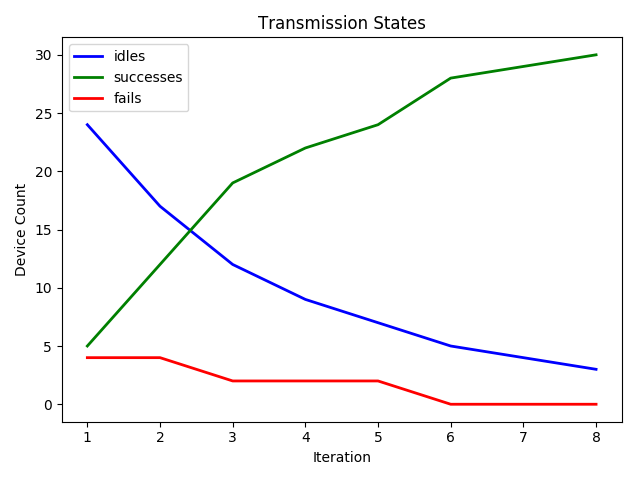 Transmission States
idles
successes
fails
Device Count
30
25
20
15
10
5
0
1 2 3 4 5 6 7 8
Iteration